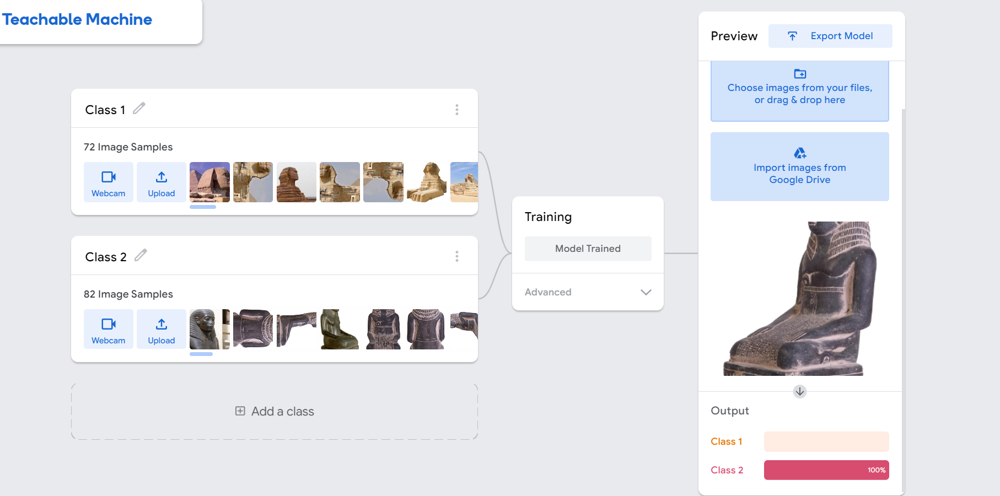 Teachable Machine
Class 1
72 Image Samples
Webcam
Upload
Class 2
82 Image Samples
Webcam
Upload
Add a class
Training
Model Trained
Advanced
Preview
Export Model
Choose images from your files,
or drag & drop here
Import images from
Google Drive
Output
Class 1
Class 2
100%